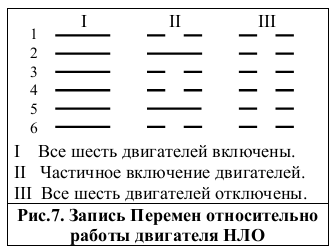 I II III
1
2
3
4
5
6
I Все шесть двигателей включены.
II Частичное включение двигателей.
III Все шесть двигателей отключены.
Рис.7. Запись Перемен относительно
работы двигателя НЛО